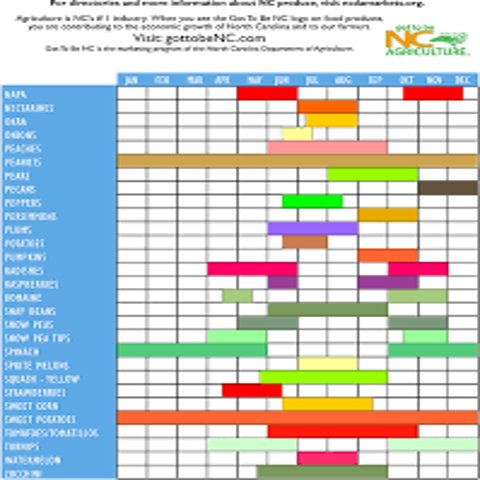 For directories and more information about NC produce, visit ncdamarkets.org.
Agriculture is NC's # 1 industry. When you see the Got To Be NC logo on food products,
you are contributing to the economic growth of North Carolina and to our farmers.
Visit: gottobeNC.com
Got To Be NC is the marketing program of the North Carolina Department of Agriculture.
got to be
NC
AGRICULTURE.
JAN FEB MAR APR MAY JUN JUL AUG SEP OCT NOV DEC
NAPA
NECTARINES
OKRA
ONIONS
PEACHES
PEANUTS
PEARS
PECANS
PEPPERS
PERSIMMONS
PLUMS
POTATOES
PUMPKINS
RADISHES
RASPBERRIES
ROMAINE
SNAP BEANS
SNOW PEAS
SNOW PEA TIPS
SPINACH
SPRITE MELONS
SQUASH - YELLOW
STRAWBERRIES
SWEET CORN
SWEET POTATOES
TOMATOES/TOMATILLOS
TURNIPS
WATERMELON
ZUCCHINI